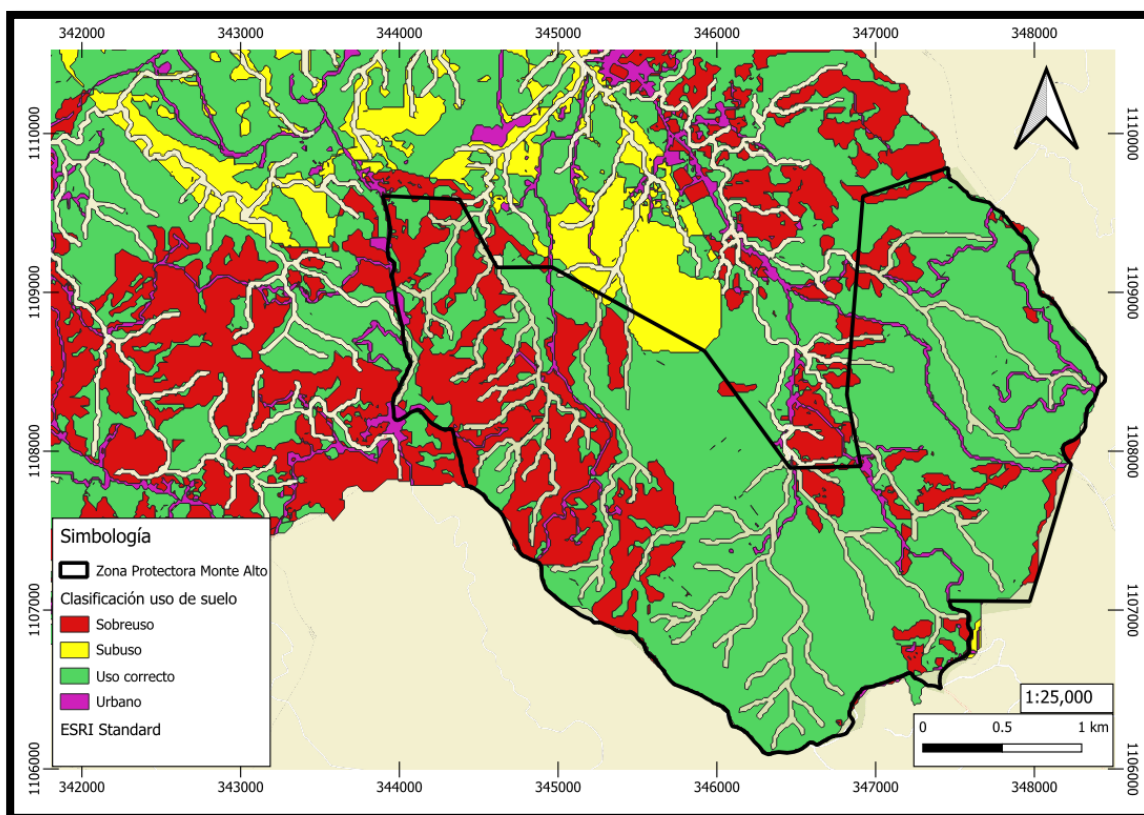 342000 343000 344000 345000 346000 347000 348000
1110000 1110000
1109000 1109000
1108000 1108000
1107000 1107000
1106000 1106000
Simbología
Zona Protectora Monte Alto
Clasificación uso de suelo
Sobreuso
Subuso
Uso correcto
Urbano
ESRI Standard
1:25,000
0 0.5 1 km
342000 343000 344000 345000 346000 347000 348000